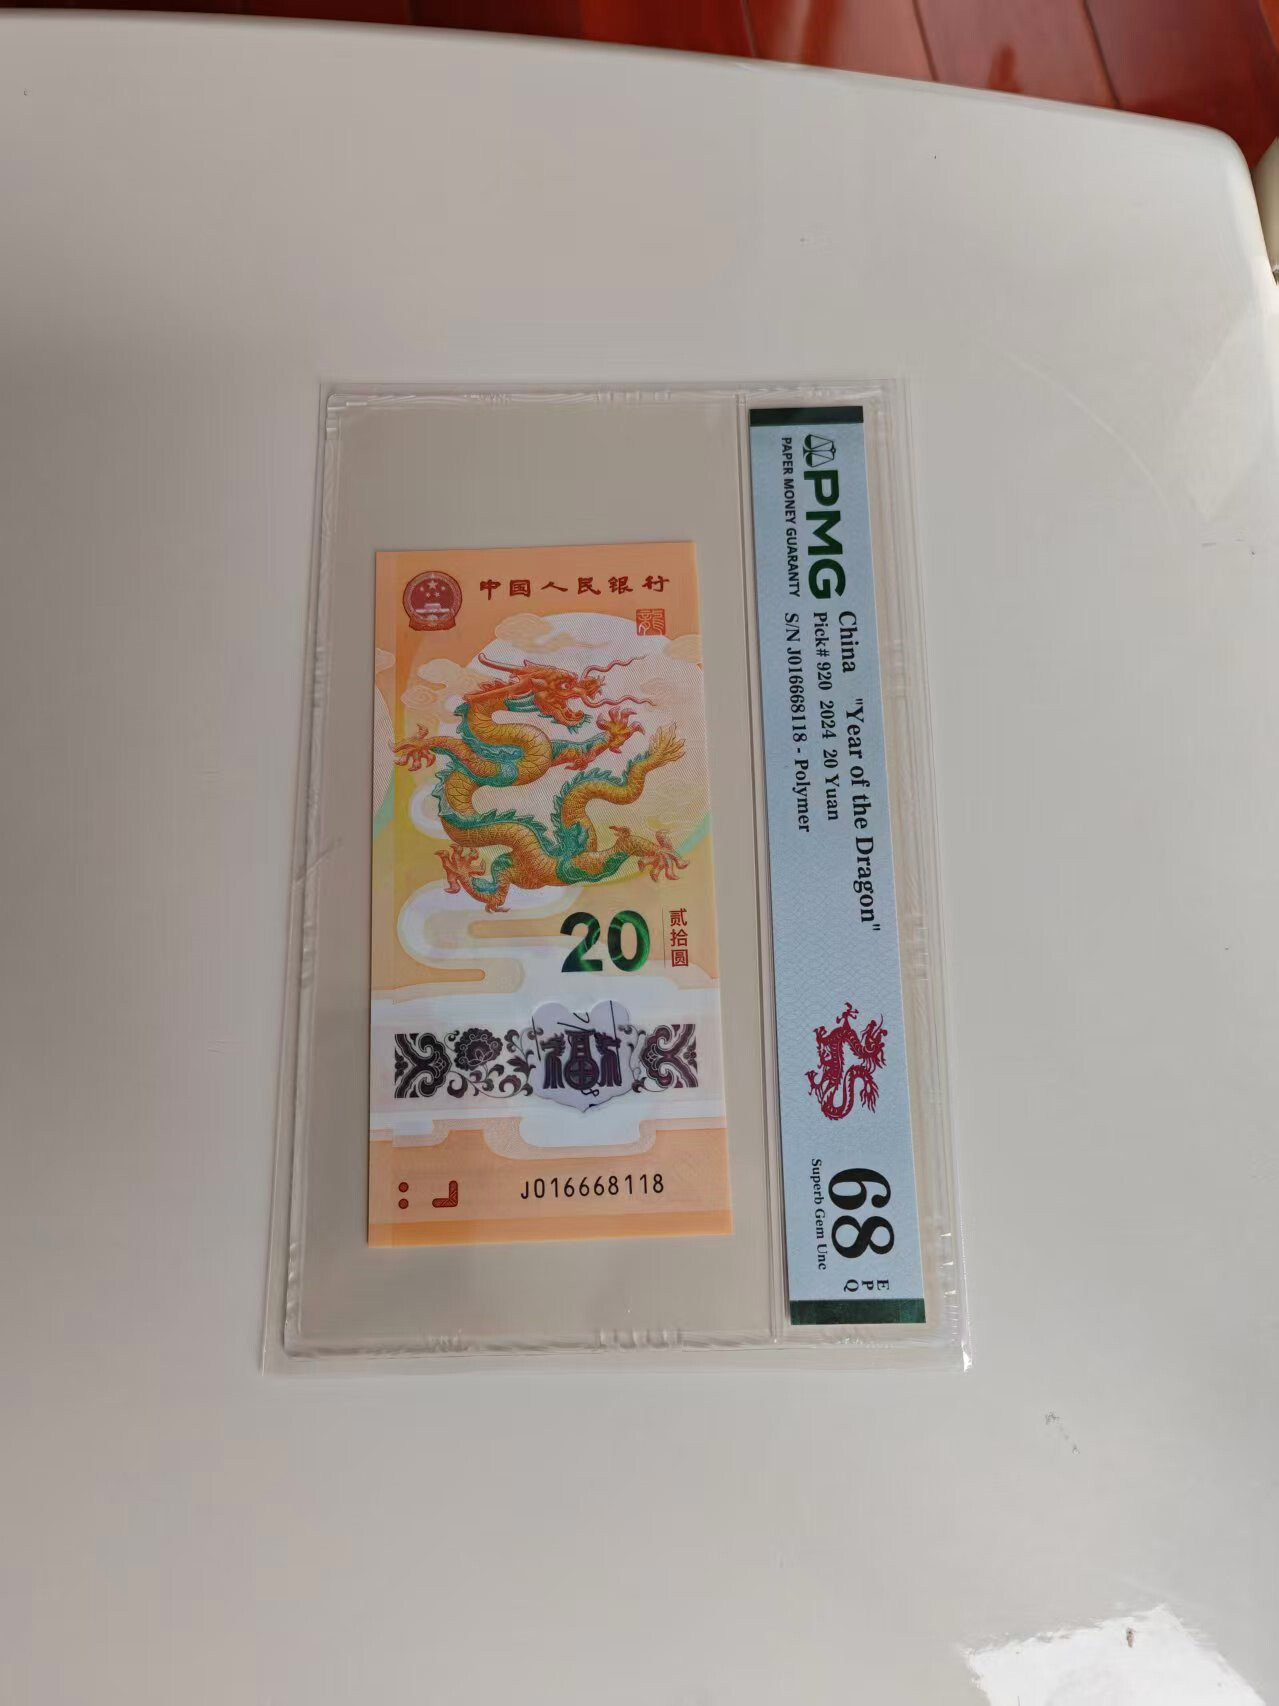 中国人民银行
龍
20
贰拾圆
福
J016668118
PMG
PAPER MONEY GUARANTY
China "Year of the Dragon"
Pick# 920 2024 20 Yuan
S/N J016668118 - Polymer
68
EPQ
Superb Gem Unc